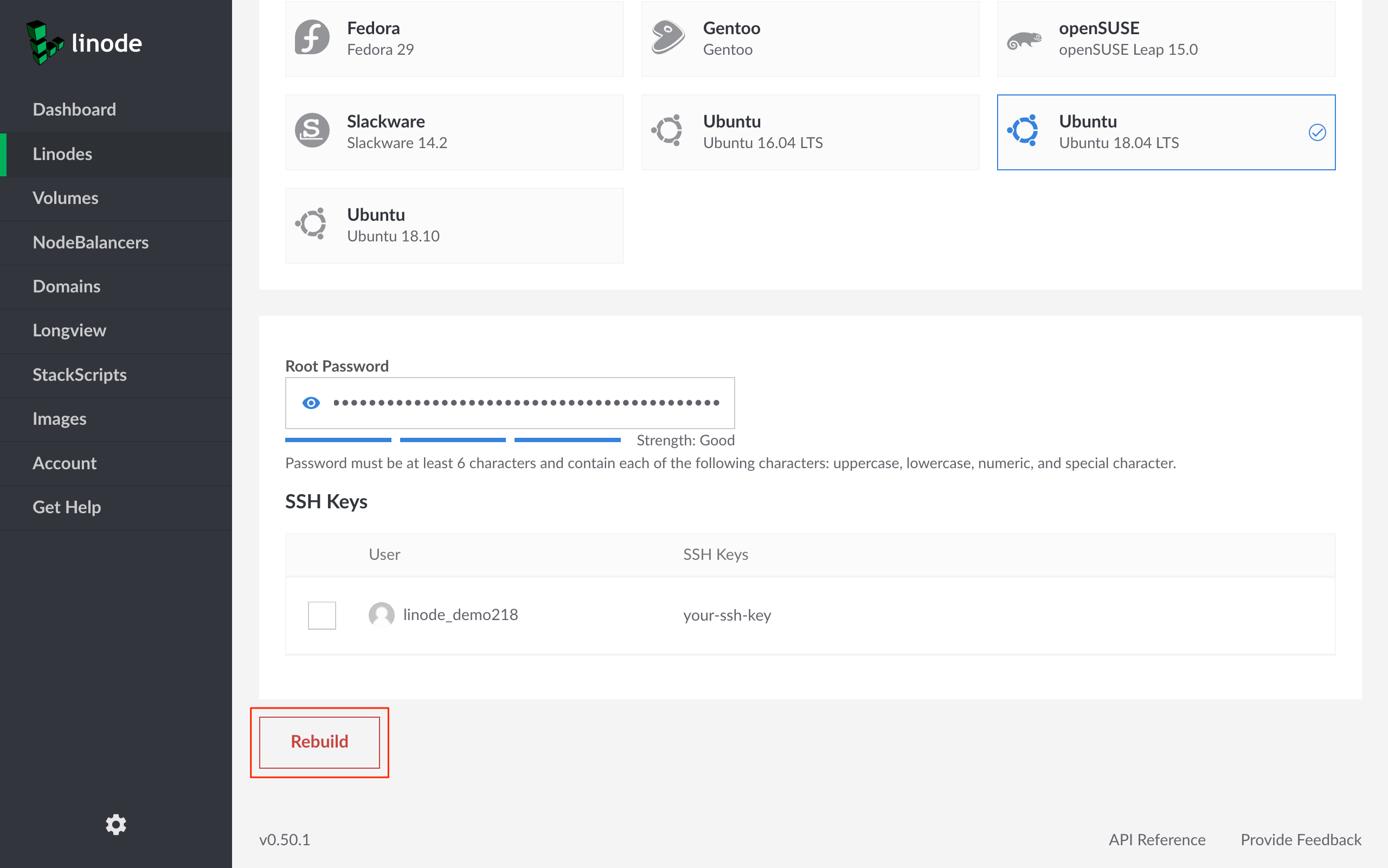 linode
Dashboard
Linodes
Volumes
NodeBalancers
Domains
Longview
StackScripts
Images
Account
Get Help
Fedora
Fedora 29
Gentoo
Gentoo
openSUSE
openSUSE Leap 15.0
Slackware
Slackware 14.2
Ubuntu
Ubuntu 16.04 LTS
Ubuntu
Ubuntu 18.04 LTS
Ubuntu
Ubuntu 18.10
Root Password
Strength: Good
Password must be at least 6 characters and contain each of the following characters: uppercase, lowercase, numeric, and special character.
SSH Keys
User SSH Keys
linode_demo218 your-ssh-key
Rebuild
v0.50.1 API Reference Provide Feedback